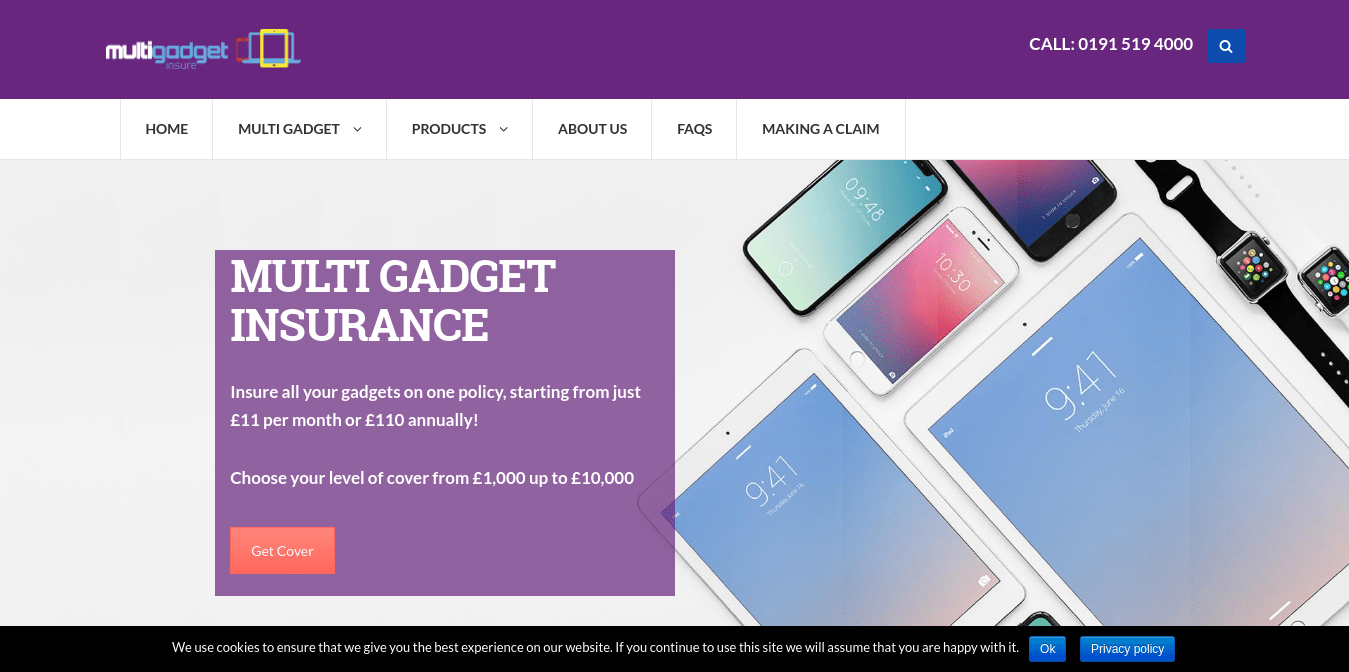 multigadget
insure
CALL: 0191 519 4000
HOME
MULTI GADGET
PRODUCTS
ABOUT US
FAQS
MAKING A CLAIM
MULTI GADGET
INSURANCE
Insure all your gadgets on one policy, starting from just
£11 per month or £110 annually!
Choose your level of cover from £1,000 up to £10,000
Get Cover
09:48
10:30
9:41
Thursday, June 16
9:41
Thursday, June 16
iPad
We use cookies to ensure that we give you the best experience on our website. If you continue to use this site we will assume that you are happy with it.
Ok
Privacy policy